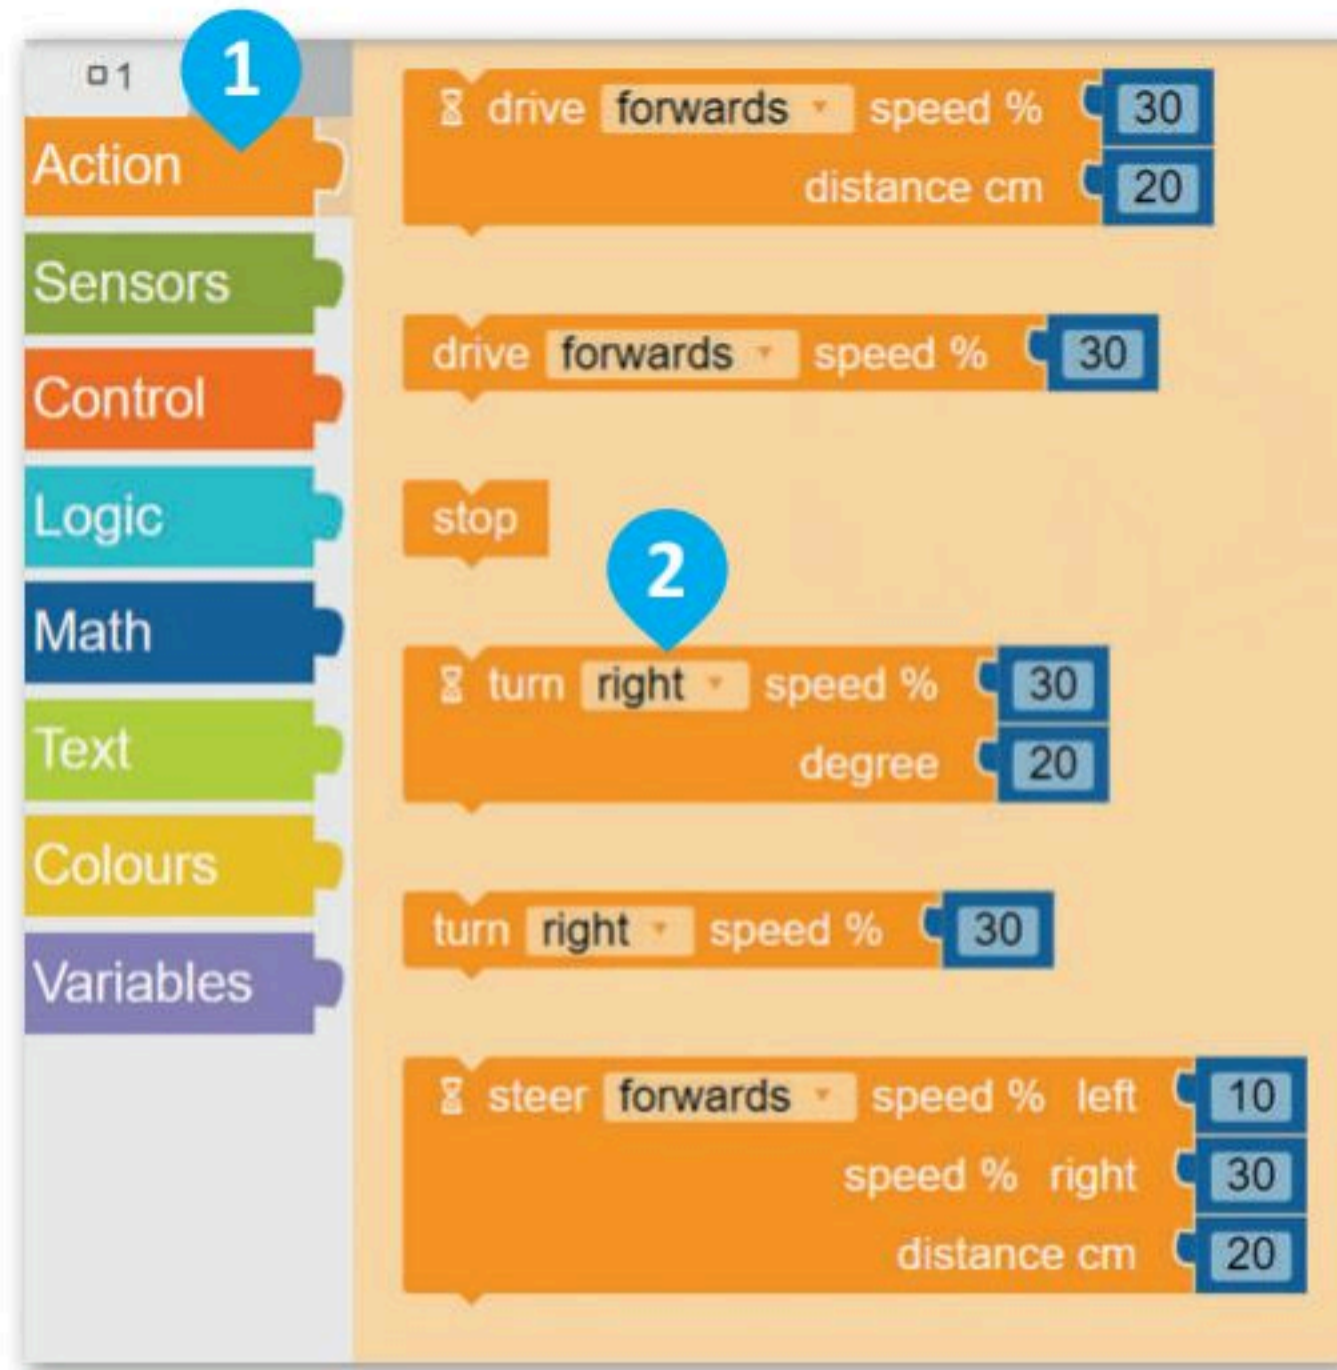 1
1
Action
Sensors
Control
Logic
Math
Text
Colours
Variables
drive forwards speed % 30
distance cm 20
drive forwards speed % 30
stop
2
turn right speed % 30
degree 20
turn right speed % 30
steer forwards speed % left 10
speed % right 30
distance cm 20